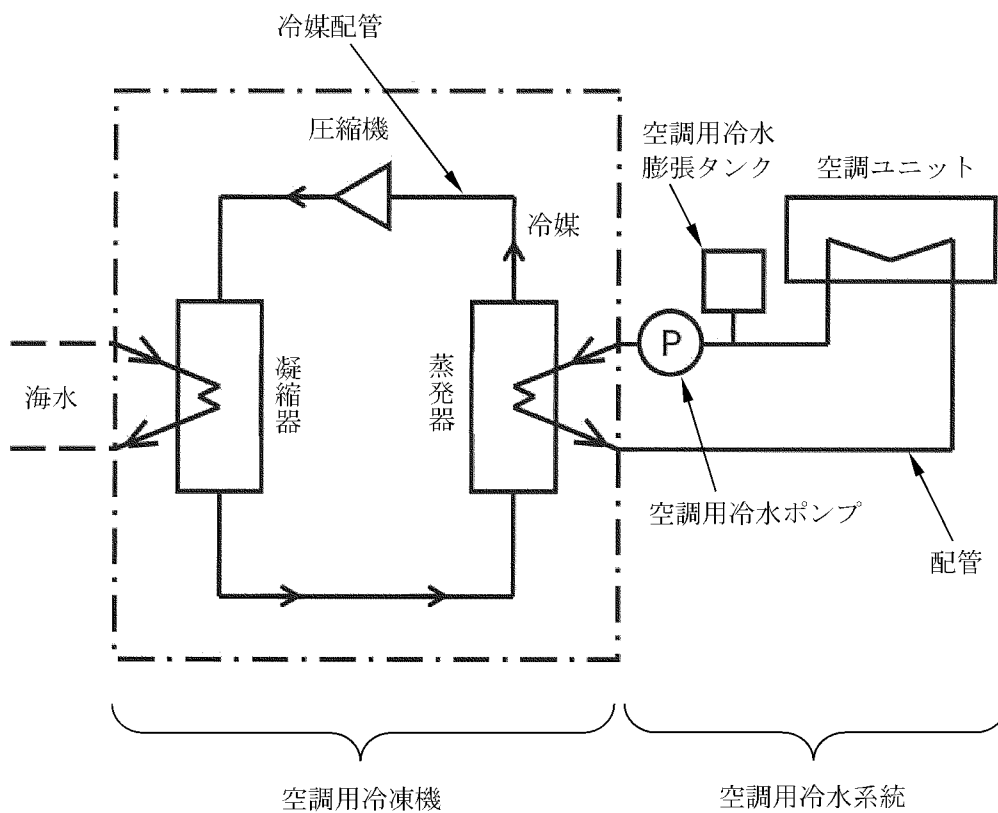 冷媒配管
圧縮機
空調用冷水
膨張タンク
空調ユニット
冷媒
P
海水
凝縮器
蒸発器
空調用冷水ポンプ
配管
空調用冷凍機
空調用冷水系統